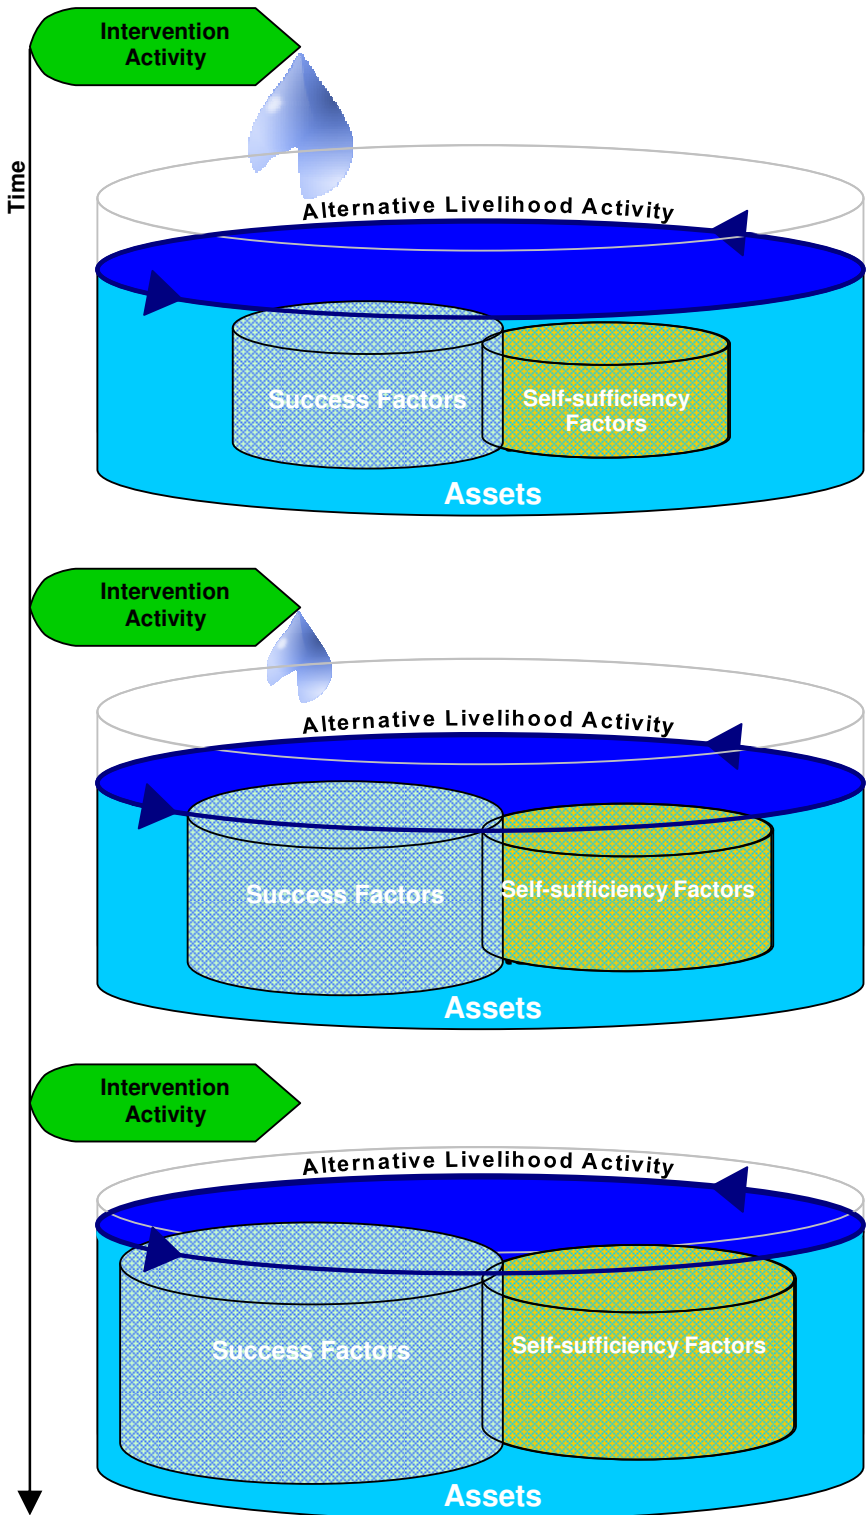 Intervention
Activity
Time
Alternative Livelihood Activity
Success Factors
Self-sufficiency
Factors
Assets
Intervention
Activity
Alternative Livelihood Activity
Success Factors
Self-sufficiency Factors
Assets
Intervention
Activity
Alternative Livelihood Activity
Success Factors
Self-sufficiency Factors
Assets